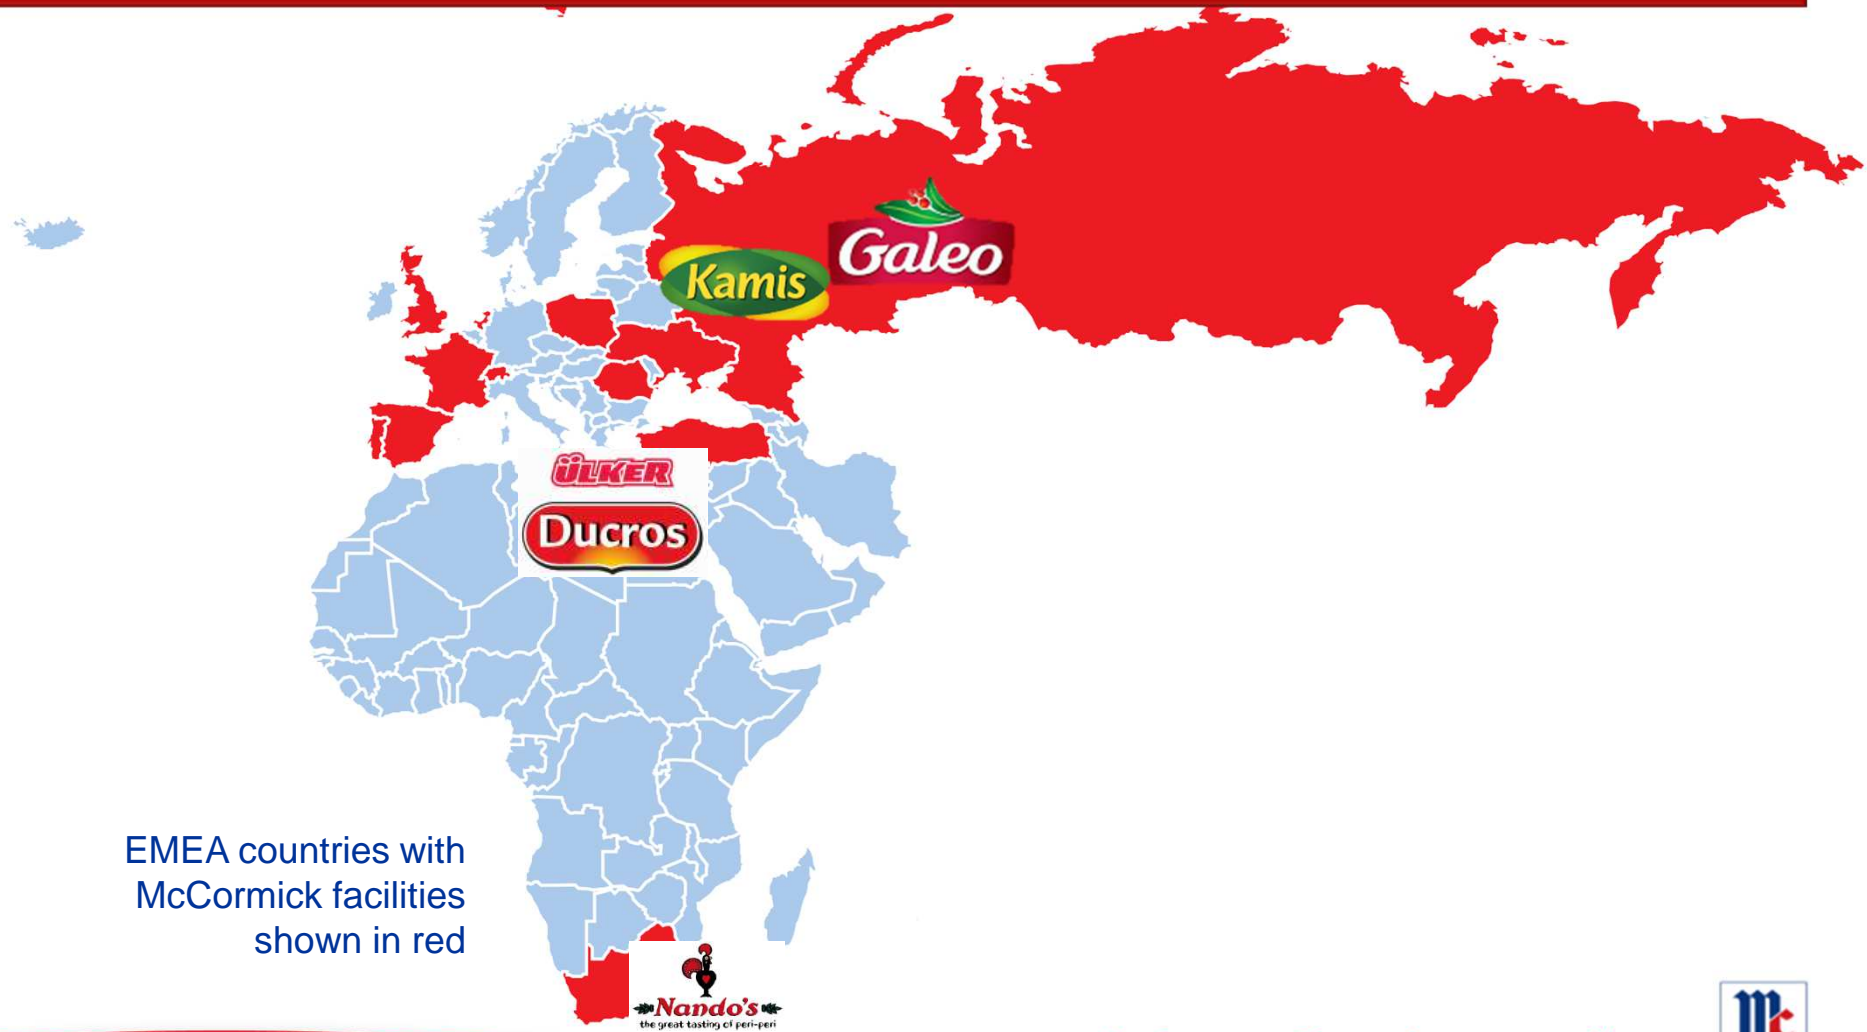 Galeo
Kamis
ÜLKER
Ducros
EMEA countries with
McCormick facilities
shown in red
Nando's
the great tasting of peri-peri
Mc